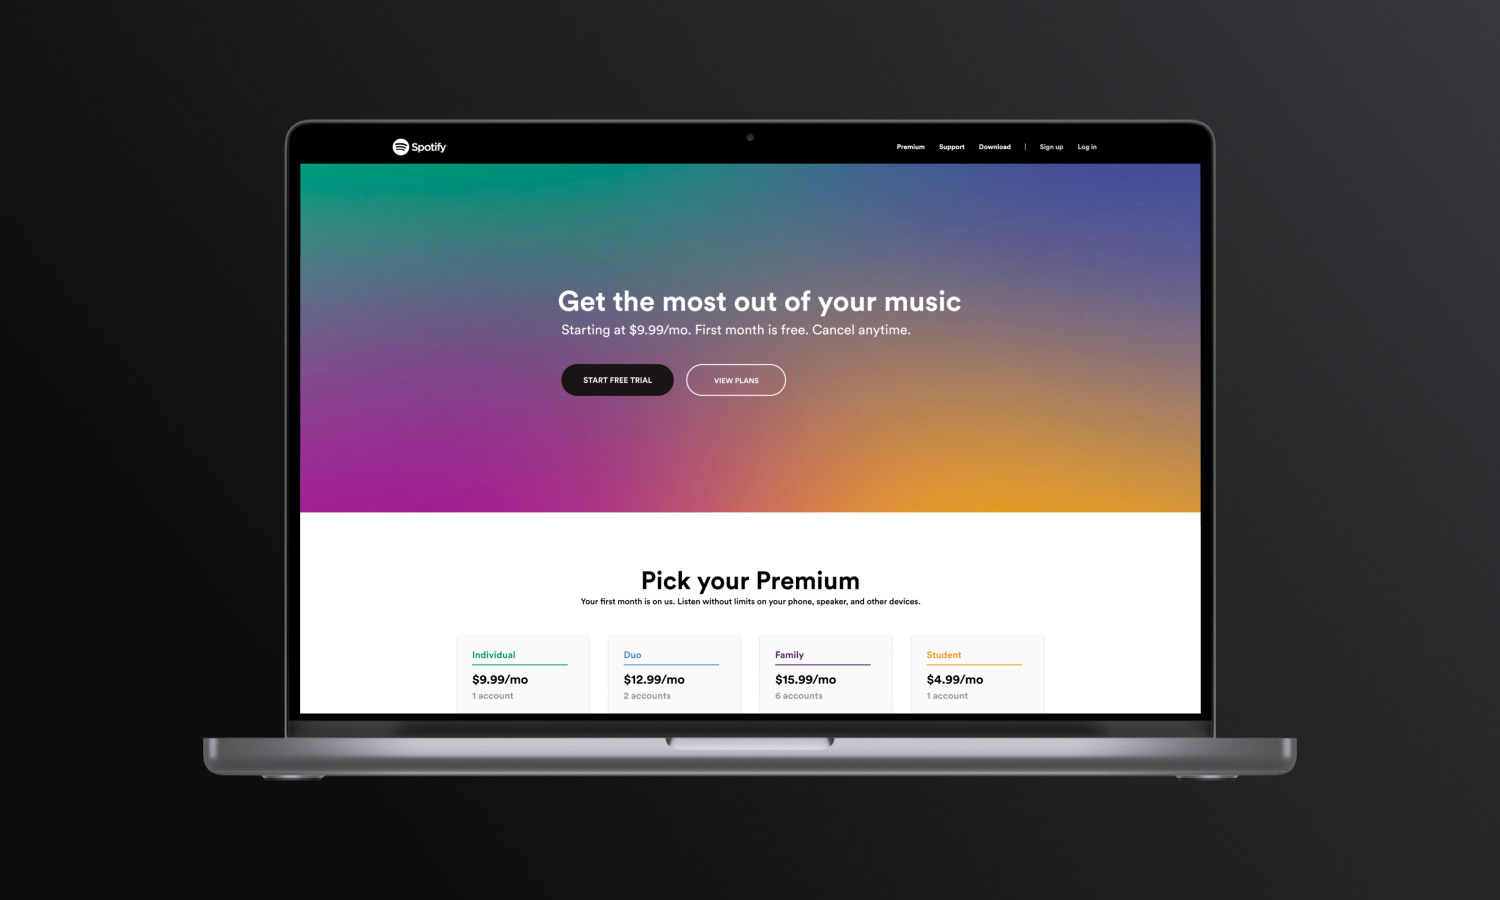 Spotify
Premium Support Download | Sign up Log in
Get the most out of your music
Starting at $9.99/mo. First month is free. Cancel anytime.
START FREE TRIAL VIEW PLANS
Pick your Premium
Your first month is on us. Listen without limits on your phone, speaker, and other devices.
Individual Duo Family Student
$9.99/mo $12.99/mo $15.99/mo $4.99/mo
1 account 2 accounts 6 accounts 1 account